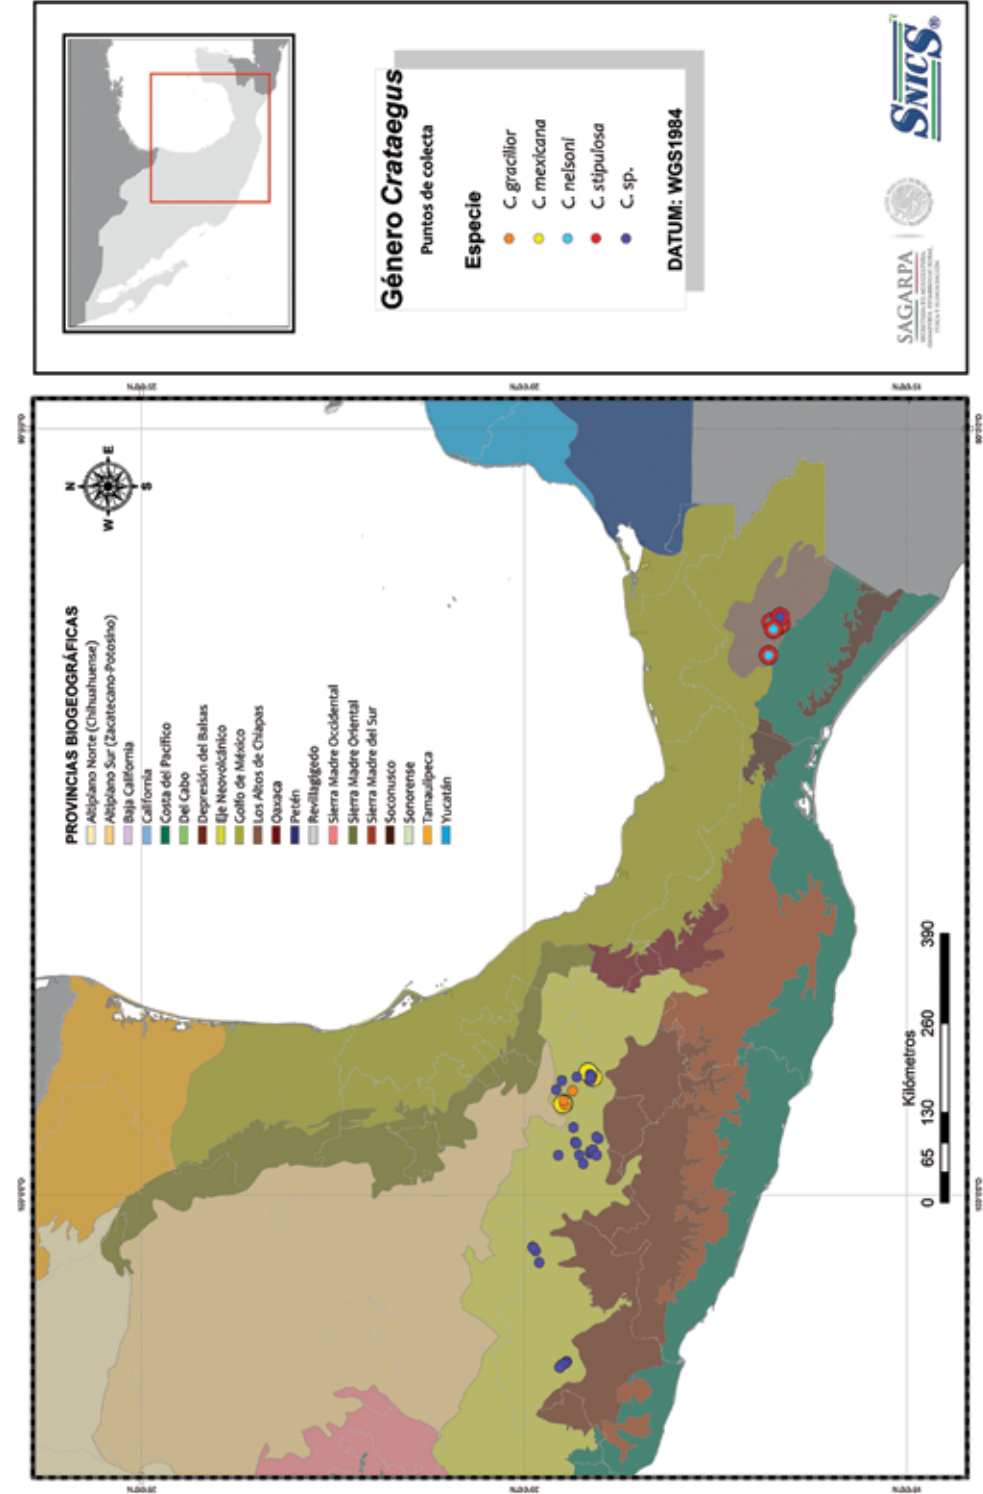 PROVINCIAS BIOGEOGRÁFICAS
Altiplano Norte (Chihuahuense)
Altiplano Sur (Zacatecano-Potosino)
Baja California
California
Costa del Pacífico
Del Cabo
Depresión del Balsas
Eje Neovolcánico
Golfo de México
Los Altos de Chiapas
Oaxaca
Petén
Revillagigedo
Sierra Madre Occidental
Sierra Madre Oriental
Sierra Madre del Sur
Soconusco
Sonorense
Tamaulipeca
Yucatán
N
W
E
S
Kilómetros
0 65 130 260 390
Género Crataegus
Puntos de colecta
Especie
C. gracilior
C. mexicana
C. nelsoni
C. stipulosa
C. sp.
DATUM: WGS1984
SAGARPA
SNICS®